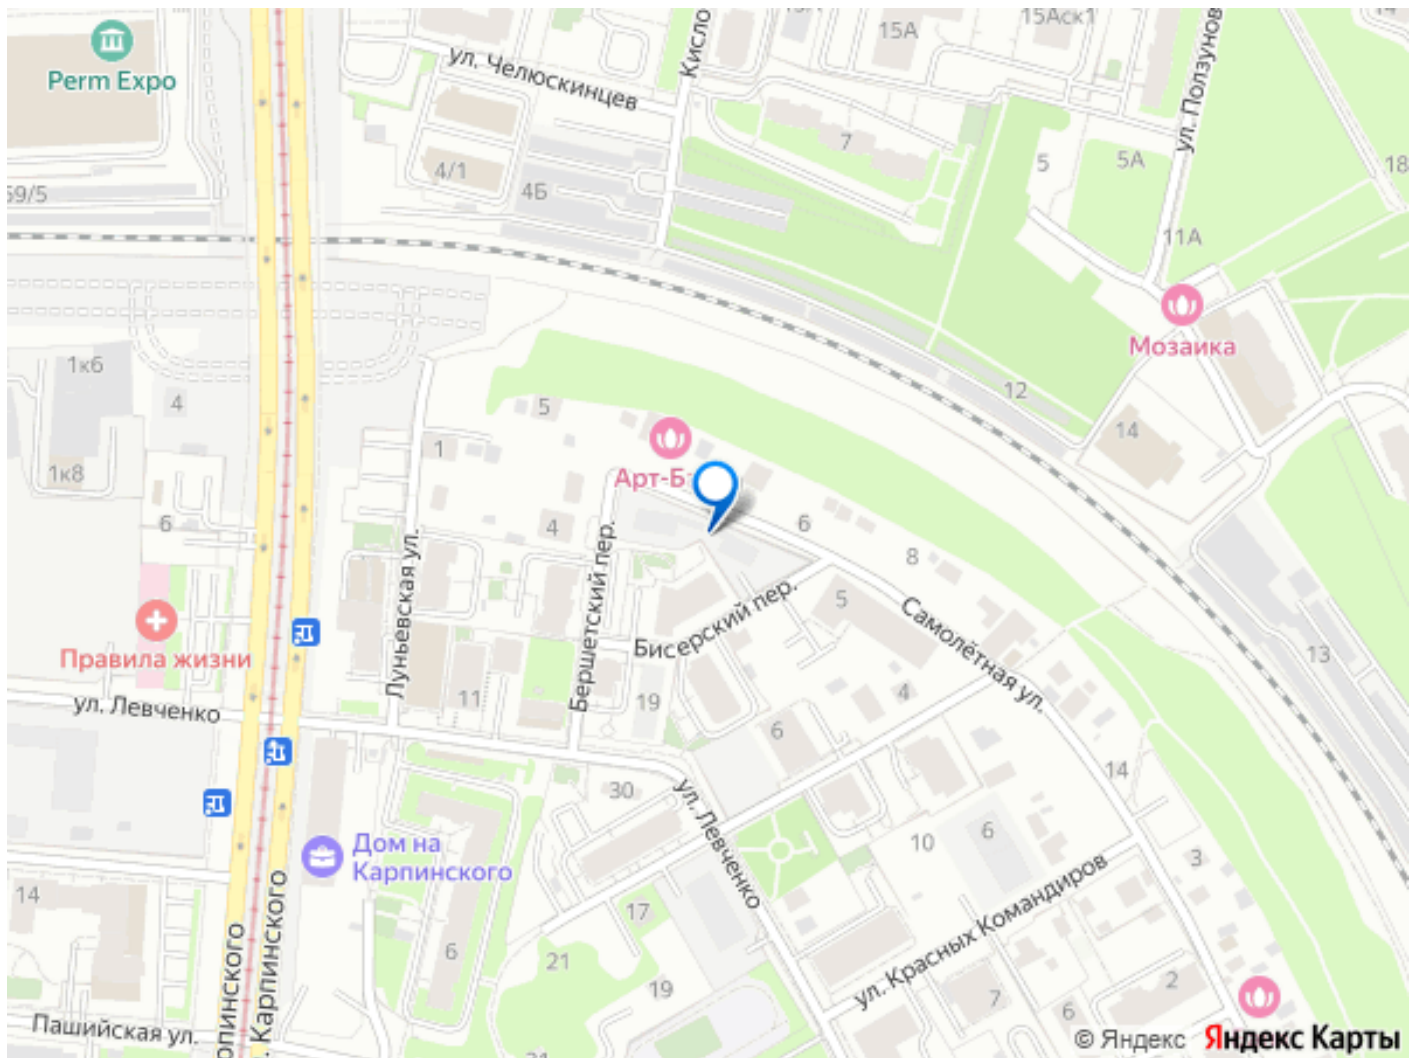 15А
15Аск1
14
Perm Expo
ул. Челюскинцев
Кисло
ул. Ползунов
7
5
5А
18
4/1
4Б
59/5
11А
Мозаика
1к6
4
12
5
14
1
Арт-Б
1к8
6
4
6
8
Луньевская ул.
Бершетский пер.
Бисерский пер.
5
Самолётная ул.
Правила жизни
13
ул. Левченко
11
19
4
6
14
30
ул. Левченко
Дом на
Карпинского
10
6
3
14
17
ул. Красных Командиров
6
21
19
7
2
6
рпинского
. Карпинского
Пашийская ул.
21
© Яндекс Яндекс Карты